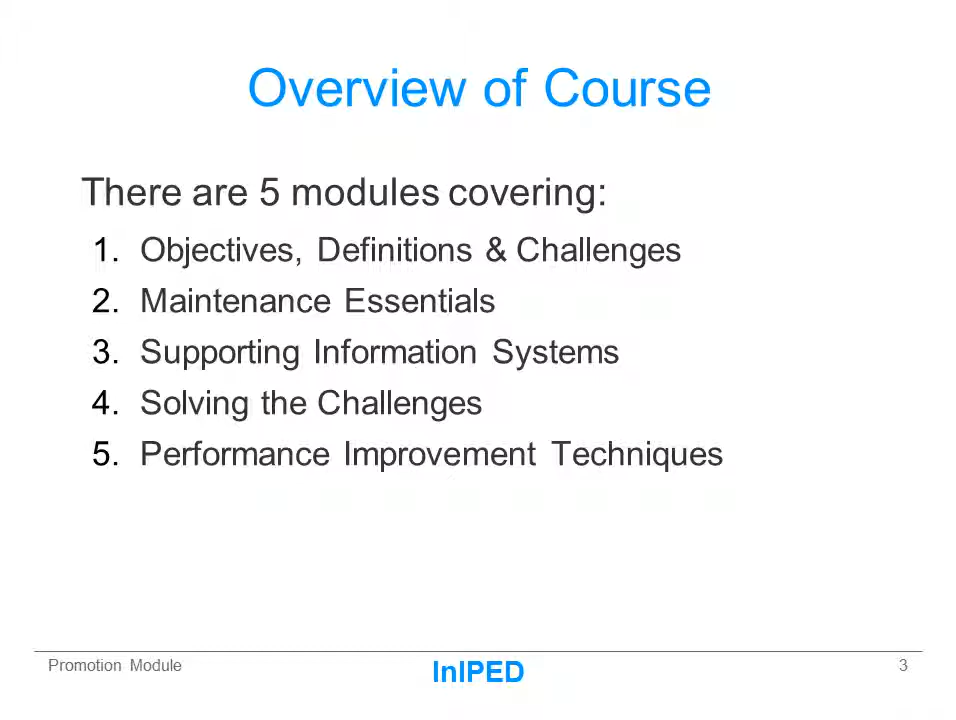 Overview of Course
There are 5 modules covering:
1. Objectives, Definitions & Challenges
2. Maintenance Essentials
3. Supporting Information Systems
4. Solving the Challenges
5. Performance Improvement Techniques
Promotion Module
InIPED
3